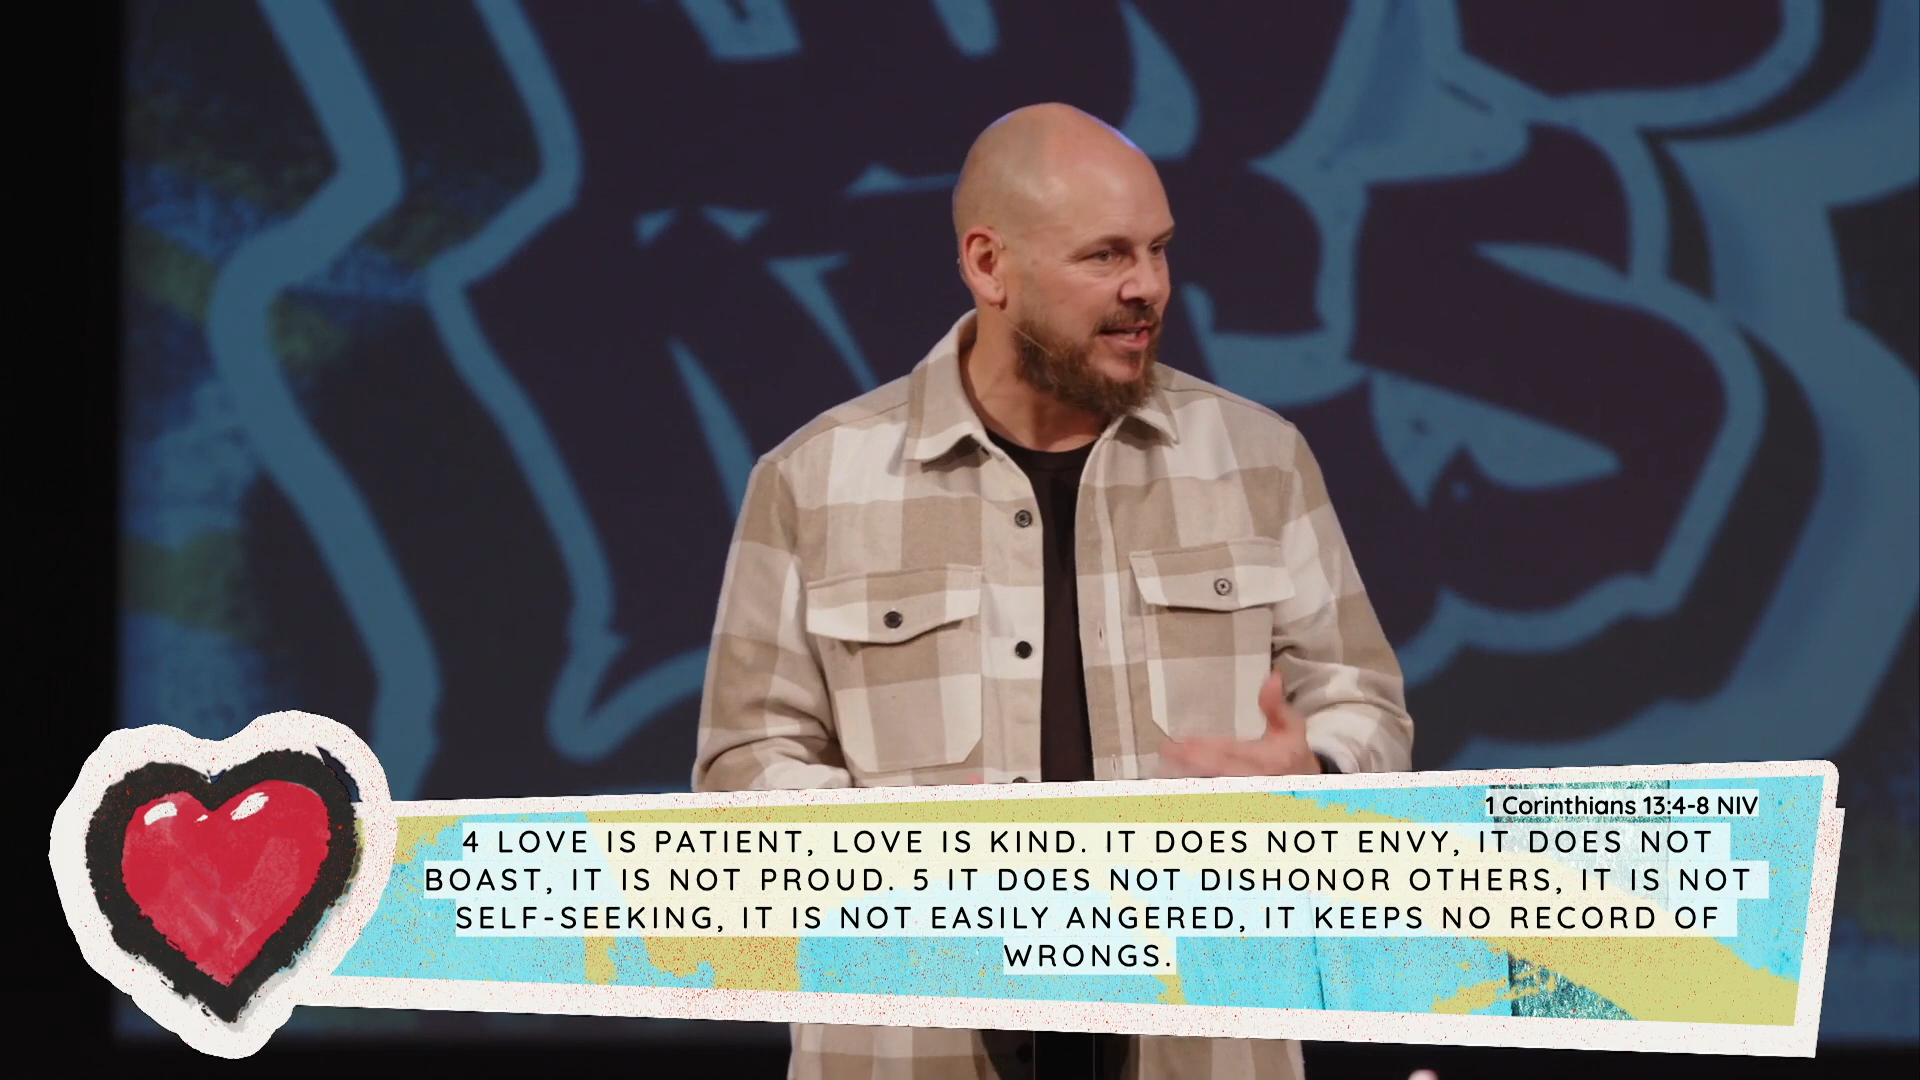 1 Corinthians 13:4-8 NIV
4 LOVE IS PATIENT, LOVE IS KIND. IT DOES NOT ENVY, IT DOES NOT
BOAST, IT IS NOT PROUD. 5 IT DOES NOT DISHONOR OTHERS, IT IS NOT
SELF-SEEKING, IT IS NOT EASILY ANGERED, IT KEEPS NO RECORD OF
WRONGS.